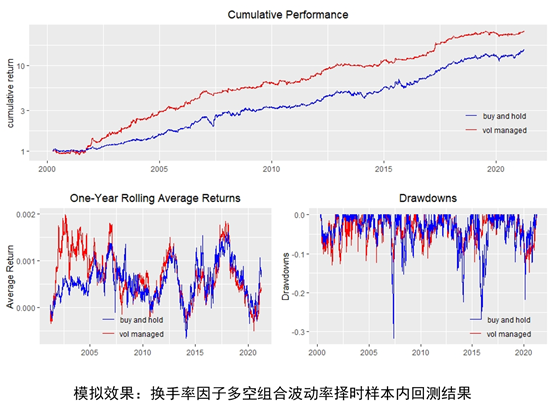 Cumulative Performance
cumulative return
10
3
1
2000
2005
2010
2015
2020
buy and hold
vol managed
One-Year Rolling Average Returns
Average Return
0.002
0.001
0.000
2005
2010
2015
2020
buy and hold
vol managed
Drawdowns
Drawdowns
0.0
-0.1
-0.2
-0.3
2000
2005
2010
2015
2020
buy and hold
vol managed
模拟效果：换手率因子多空组合波动率择时样本内回测结果